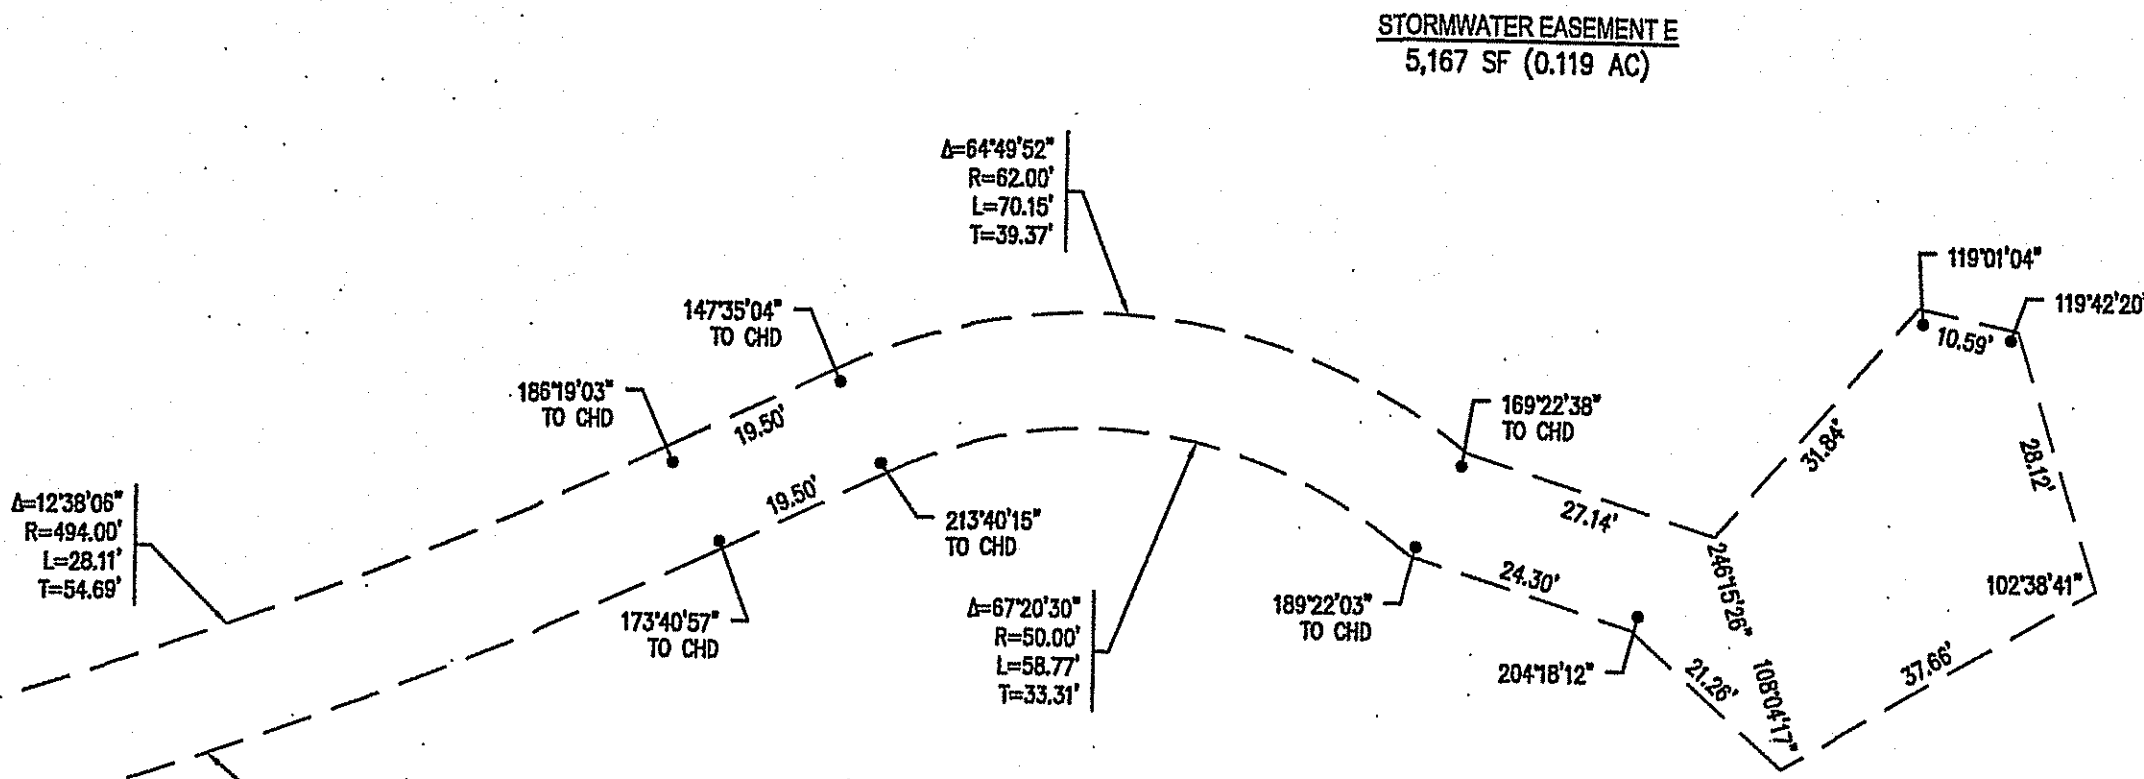 STORMWATER EASEMENT E
5,167 SF (0.119 AC)
Δ=64°49'52"
R=62.00'
L=70.15'
T=39.37'
119°01'04"
119°42'20"
10.59'
147°35'04"
TO CHD
186°19'03"
TO CHD
19.50'
169°22'38"
TO CHD
31.84'
28.12'
27.14'
19.50'
213°40'15"
TO CHD
Δ=12°38'06"
R=494.00'
L=28.11'
T=54.69'
246°15'26"
102°38'41"
24.30'
173°40'57"
TO CHD
Δ=67°20'30"
R=50.00'
L=58.77'
T=33.31'
189°22'03"
TO CHD
204°18'12"
21.26'
108°04'17"
37.66'